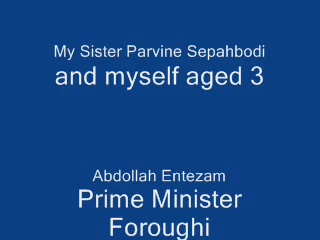 My Sister Parvine Sepahbodi
and myself aged 3
Abdollah Entezam
Prime Minister
Foroughi